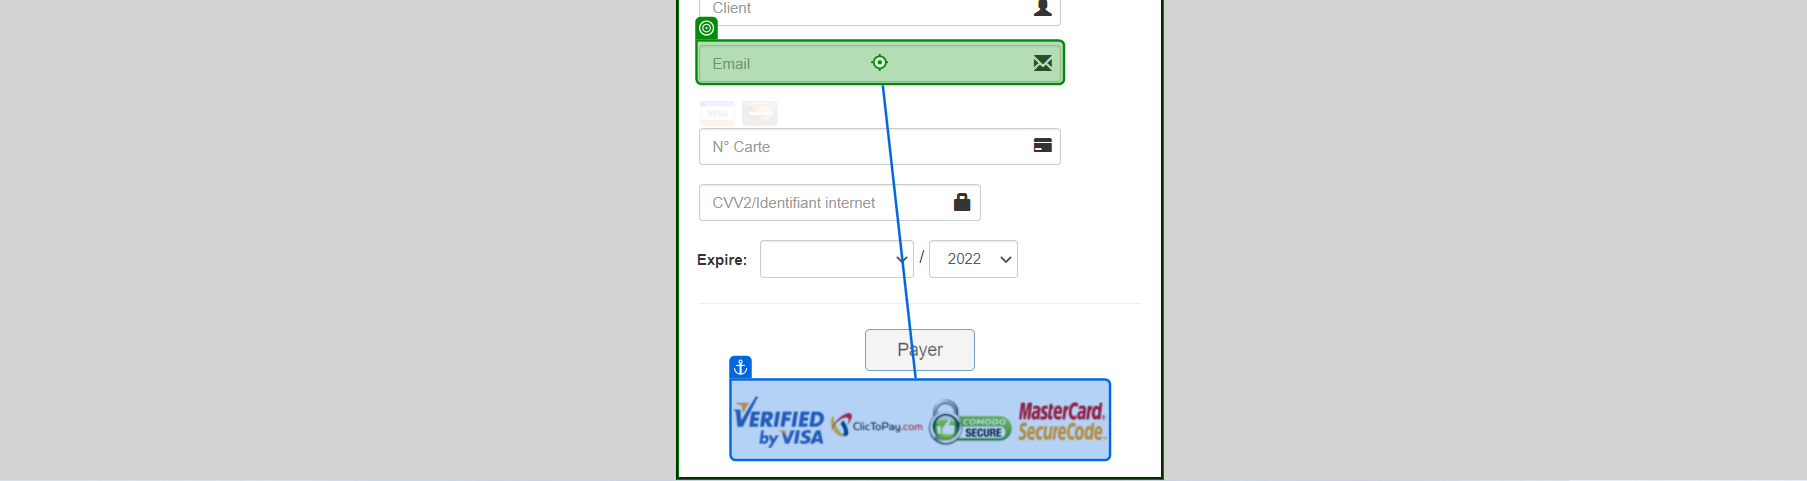 Client
Email
VISA
N° Carte
CVV2/Identifiant internet
Expire: / 2022
Payer
VERIFIED by VISA
ClicToPay.com
COMODO SECURE
MasterCard. SecureCode.